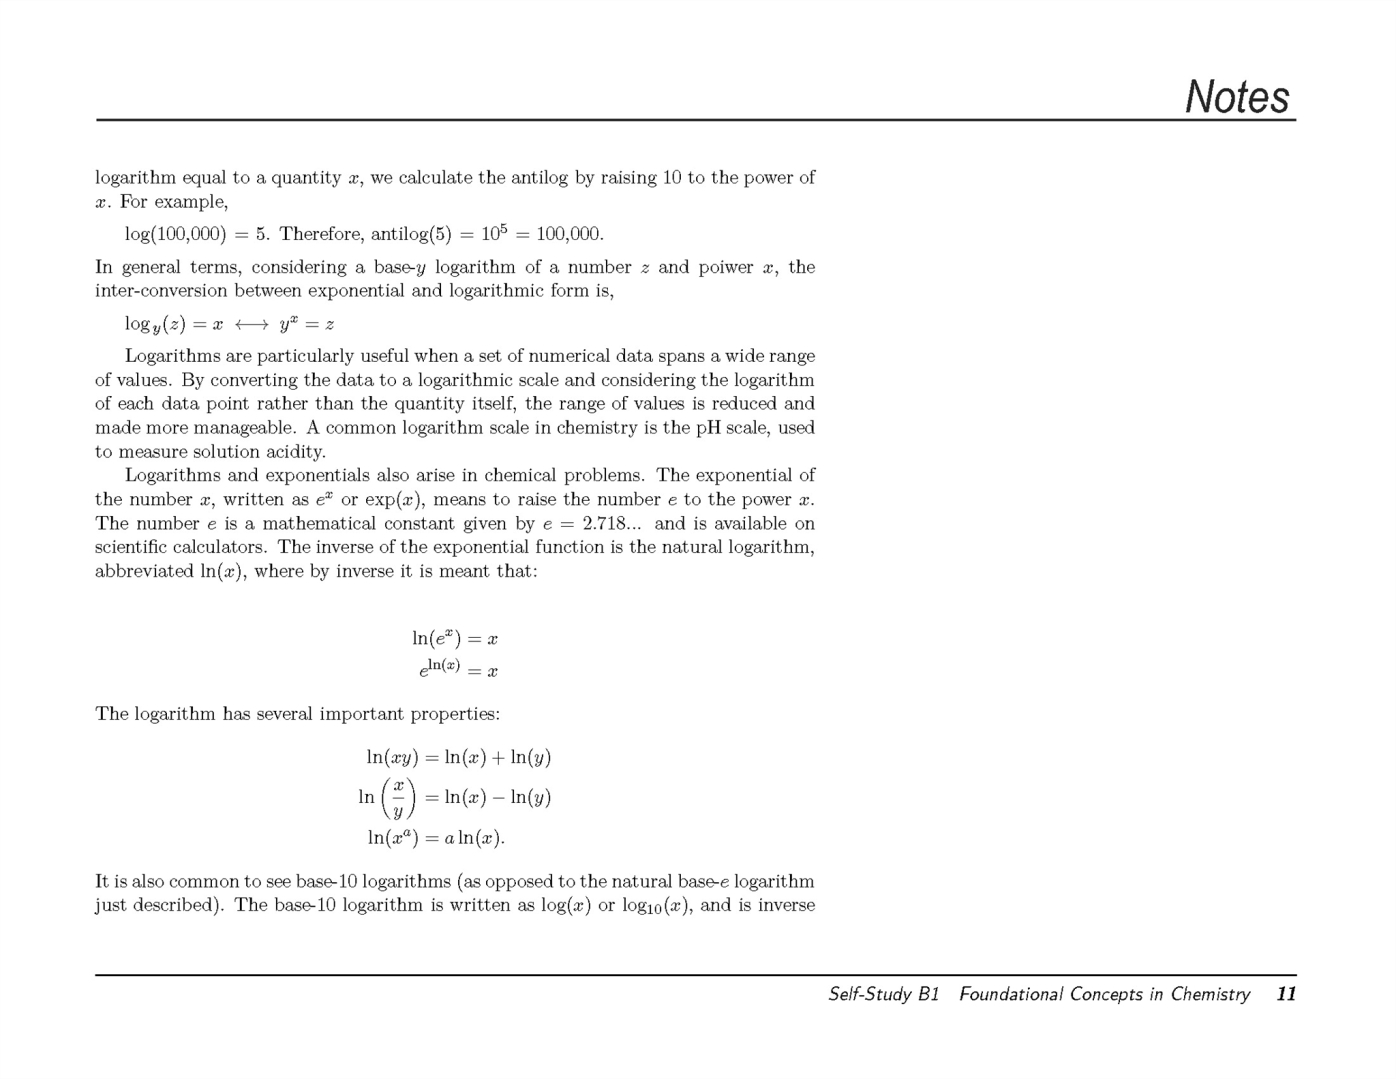 Notes
logarithm equal to a quantity x, we calculate the antilog by raising 10 to the power of
x. For example,
log(100,000) = 5. Therefore, antilog(5) = 10⁵ = 100,000.
In general terms, considering a base-y logarithm of a number z and poiwer x, the
inter-conversion between exponential and logarithmic form is,
log_y(z) = x ⟷ yˣ = z
Logarithms are particularly useful when a set of numerical data spans a wide range
of values. By converting the data to a logarithmic scale and considering the logarithm
of each data point rather than the quantity itself, the range of values is reduced and
made more manageable. A common logarithm scale in chemistry is the pH scale, used
to measure solution acidity.
Logarithms and exponentials also arise in chemical problems. The exponential of
the number x, written as eˣ or exp(x), means to raise the number e to the power x.
The number e is a mathematical constant given by e = 2.718... and is available on
scientific calculators. The inverse of the exponential function is the natural logarithm,
abbreviated ln(x), where by inverse it is meant that:
ln(eˣ) = x
e^ln(x) = x
The logarithm has several important properties:
ln(xy) = ln(x) + ln(y)
ln(x/y) = ln(x) − ln(y)
ln(xᵃ) = a ln(x).
It is also common to see base-10 logarithms (as opposed to the natural base-e logarithm
just described). The base-10 logarithm is written as log(x) or log₁₀(x), and is inverse
Self-Study B1 Foundational Concepts in Chemistry 11